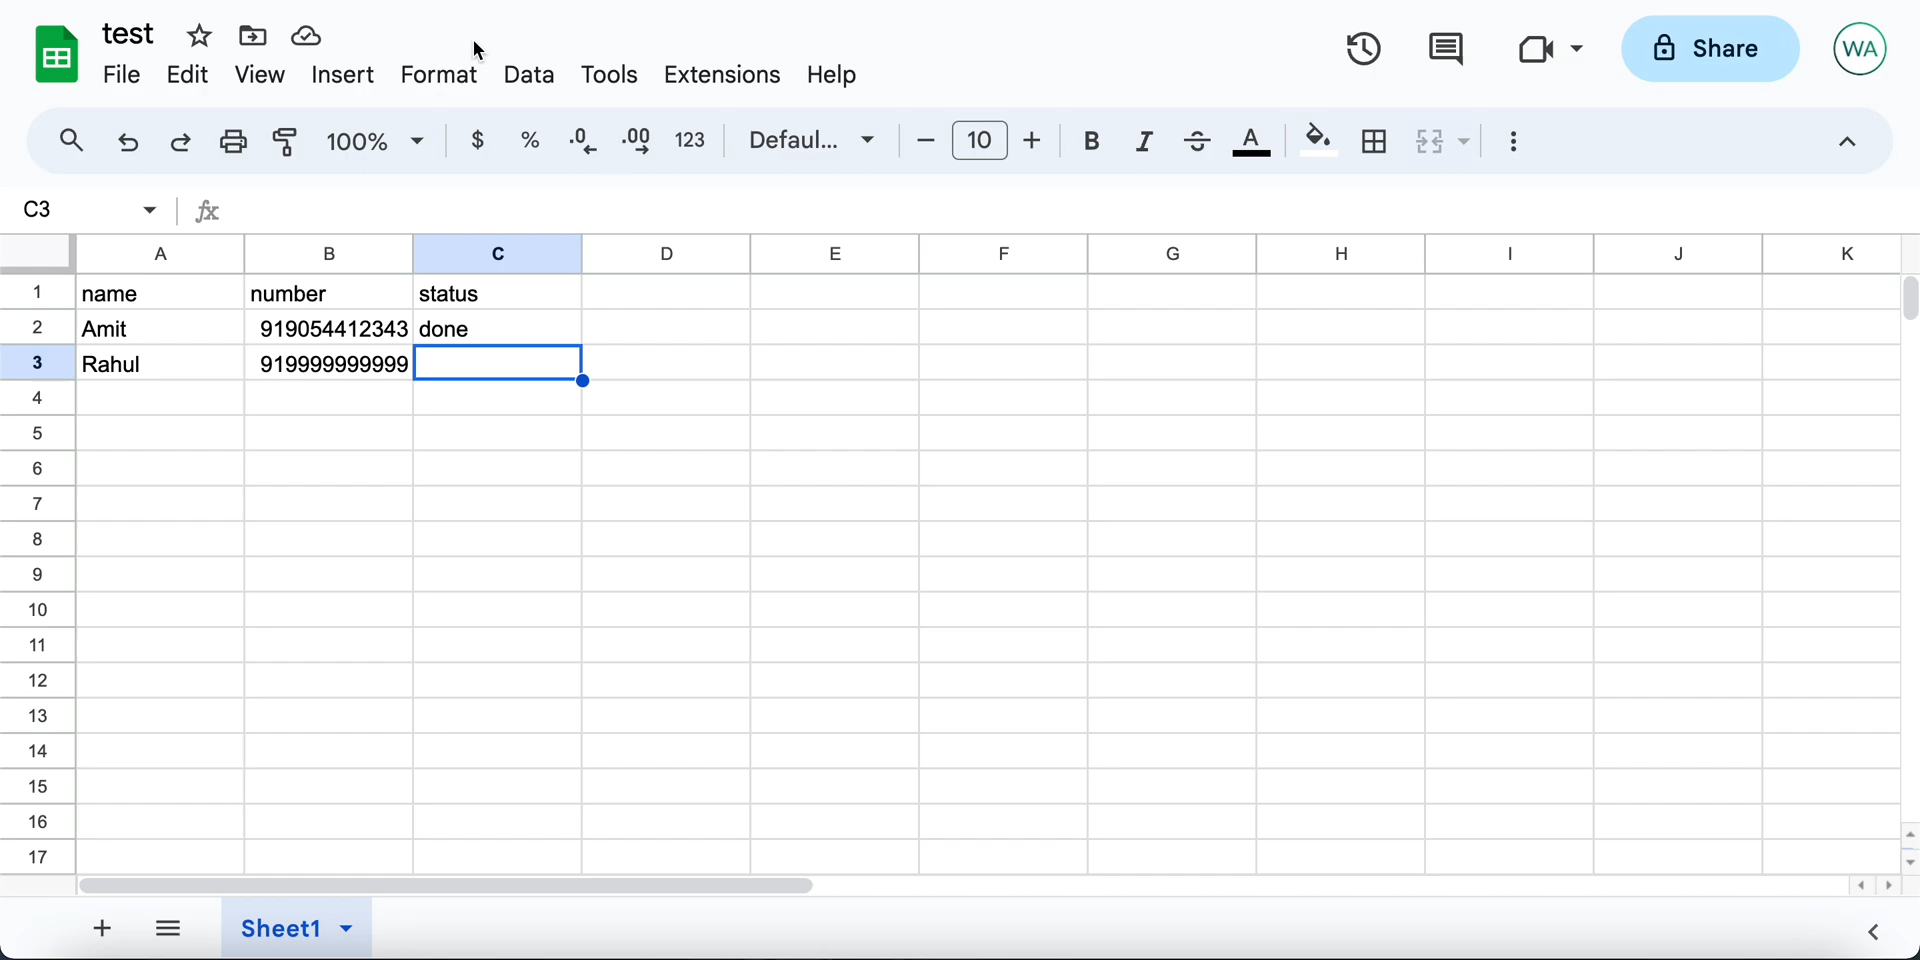 test
File Edit View Insert Format Data Tools Extensions Help
Share
WA
100% $ % .0 .00 123 Defaul... 10 B I S A
C3 fx
A B C D E F G H I J K
1 name number status
2 Amit 919054412343 done
3 Rahul 919999999999
4
5
6
7
8
9
10
11
12
13
14
15
16
17
Sheet1